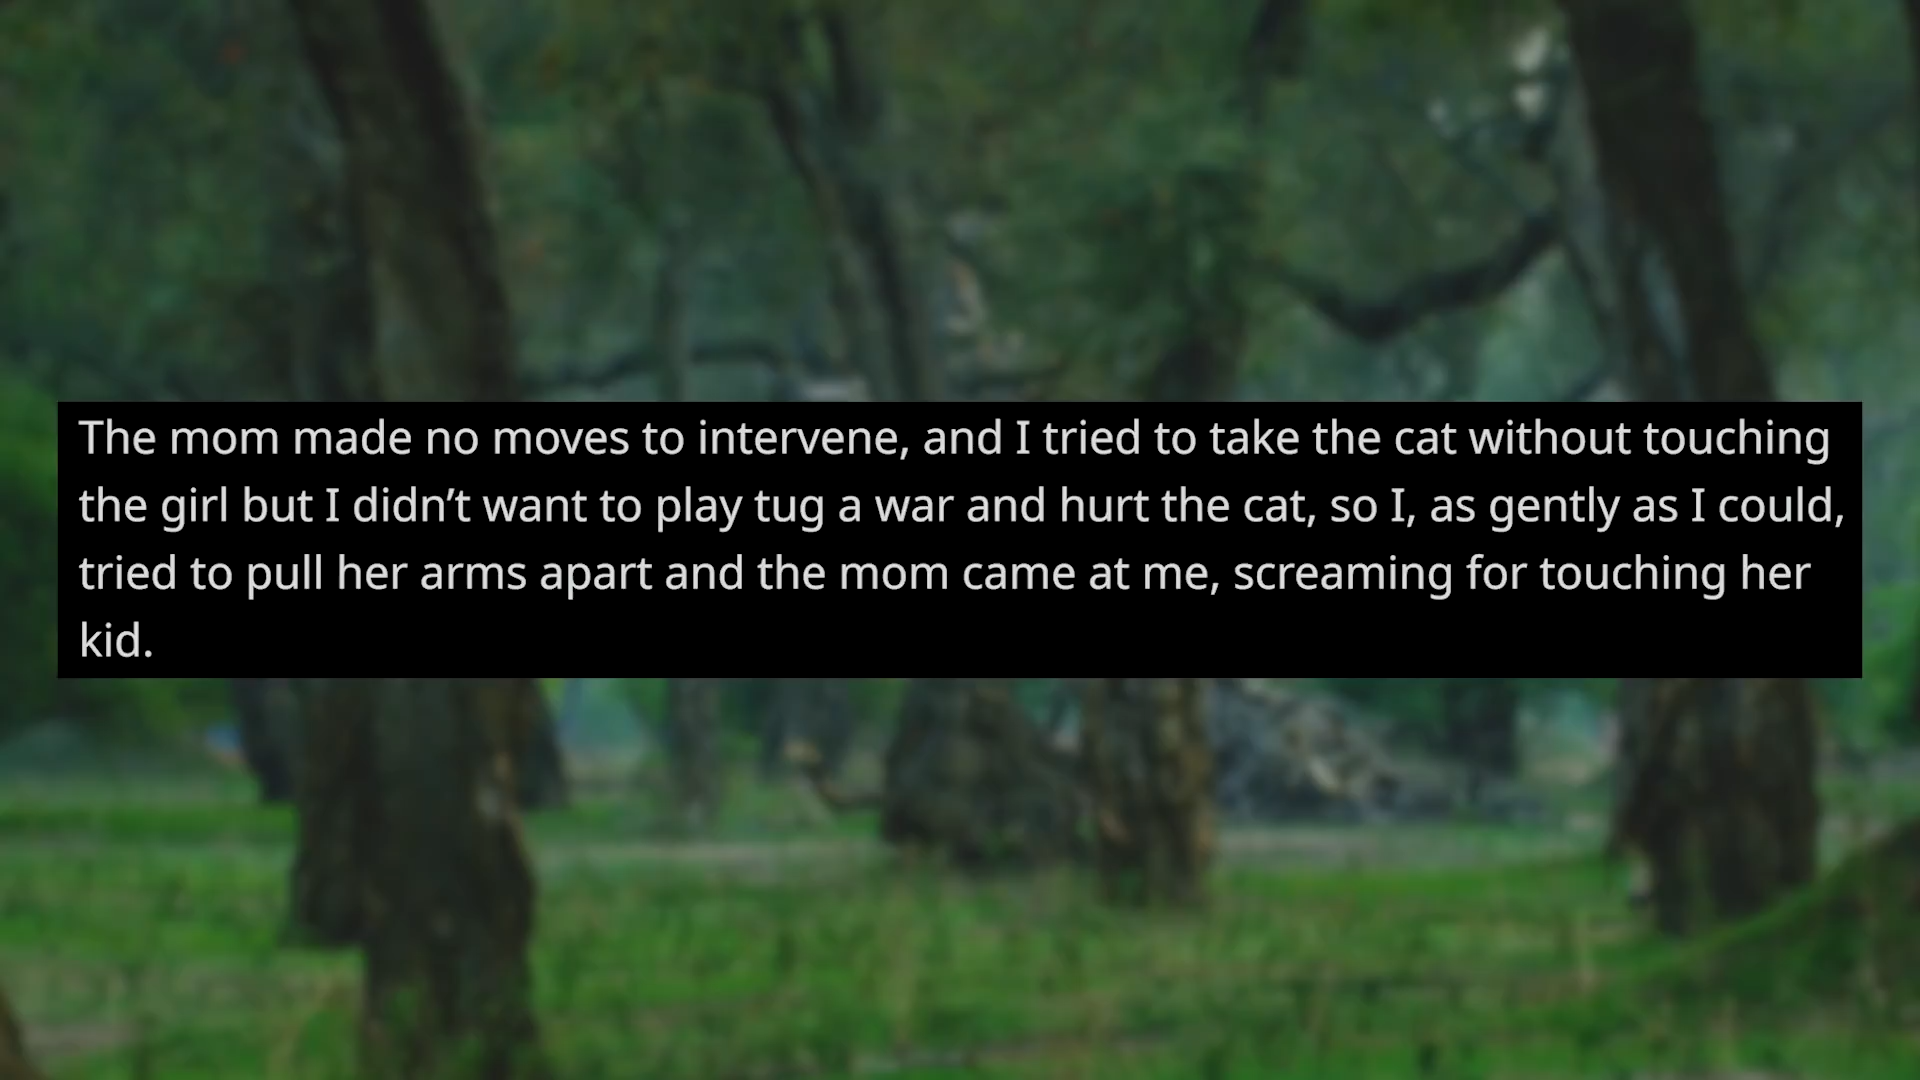 The mom made no moves to intervene, and I tried to take the cat without touching
the girl but I didn’t want to play tug a war and hurt the cat, so I, as gently as I could,
tried to pull her arms apart and the mom came at me, screaming for touching her
kid.